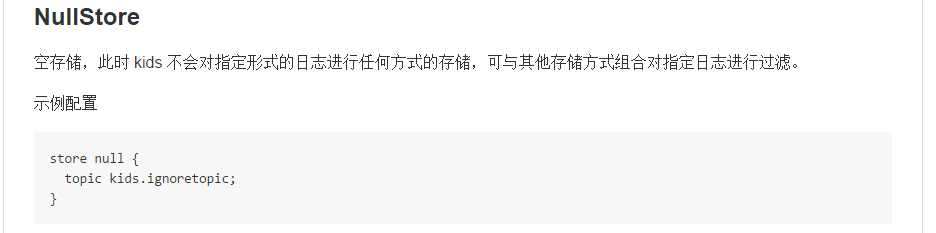 NullStore
空存储，此时 kids 不会对指定形式的日志进行任何方式的存储，可与其他存储方式组合对指定日志进行过滤。
示例配置
store null {
  topic kids.ignoretopic;
}